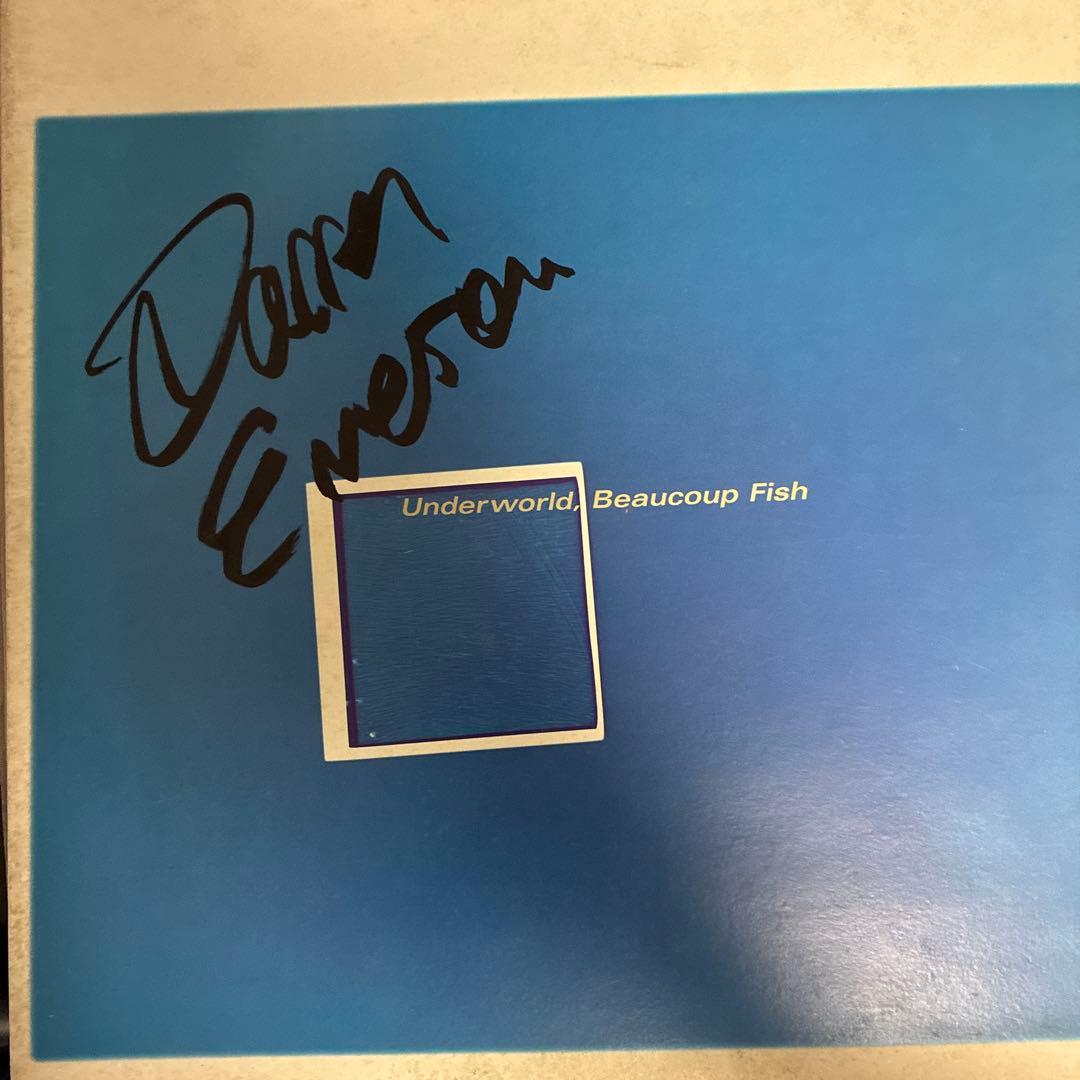 Darren
Emerson
Underworld, Beaucoup Fish